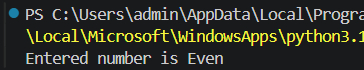 PS C:\Users\admin\AppData\Local\Progra
\Local\Microsoft\WindowsApps\python3.1
Entered number is Even